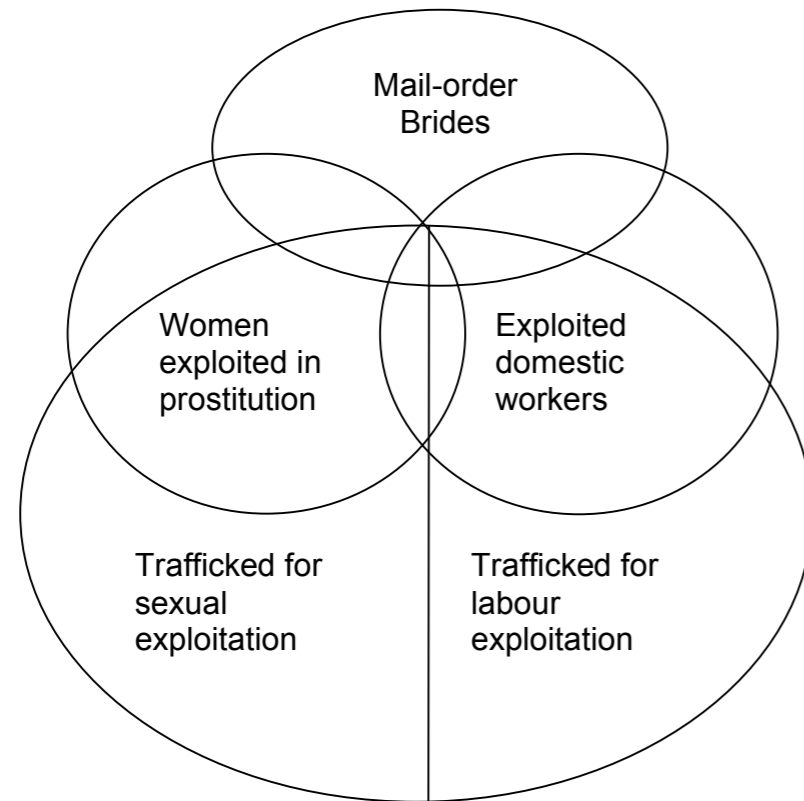 Mail-order
Brides
Women
exploited in
prostitution
Exploited
domestic
workers
Trafficked for
sexual
exploitation
Trafficked for
labour
exploitation